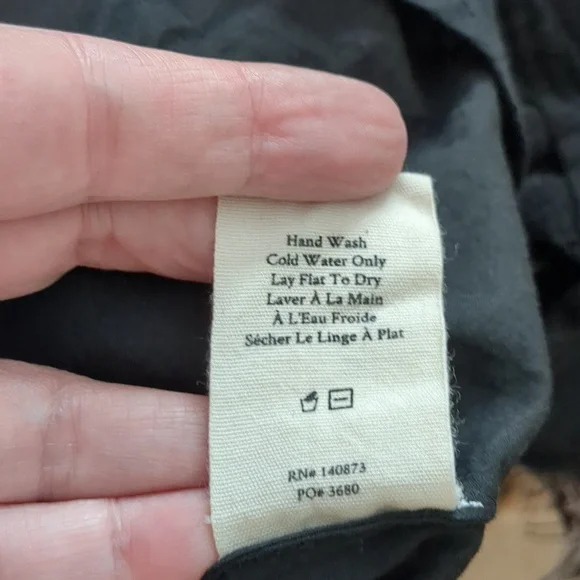 Hand Wash
Cold Water Only
Lay Flat To Dry
Laver À La Main
À L'Eau Froide
Sécher Le Linge À Plat
RN# 140873
PO# 3680